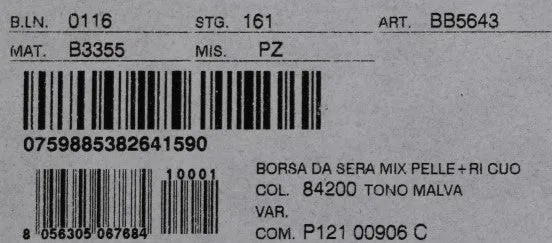 B.LN. 0116 STG. 161 ART. BB5643
MAT. B3355 MIS. PZ
0759885382641590
10001
BORSA DA SERA MIX PELLE+RI CUO
COL. 84200 TONO MALVA
VAR.
8 056305 067684
COM. P121 00906 C